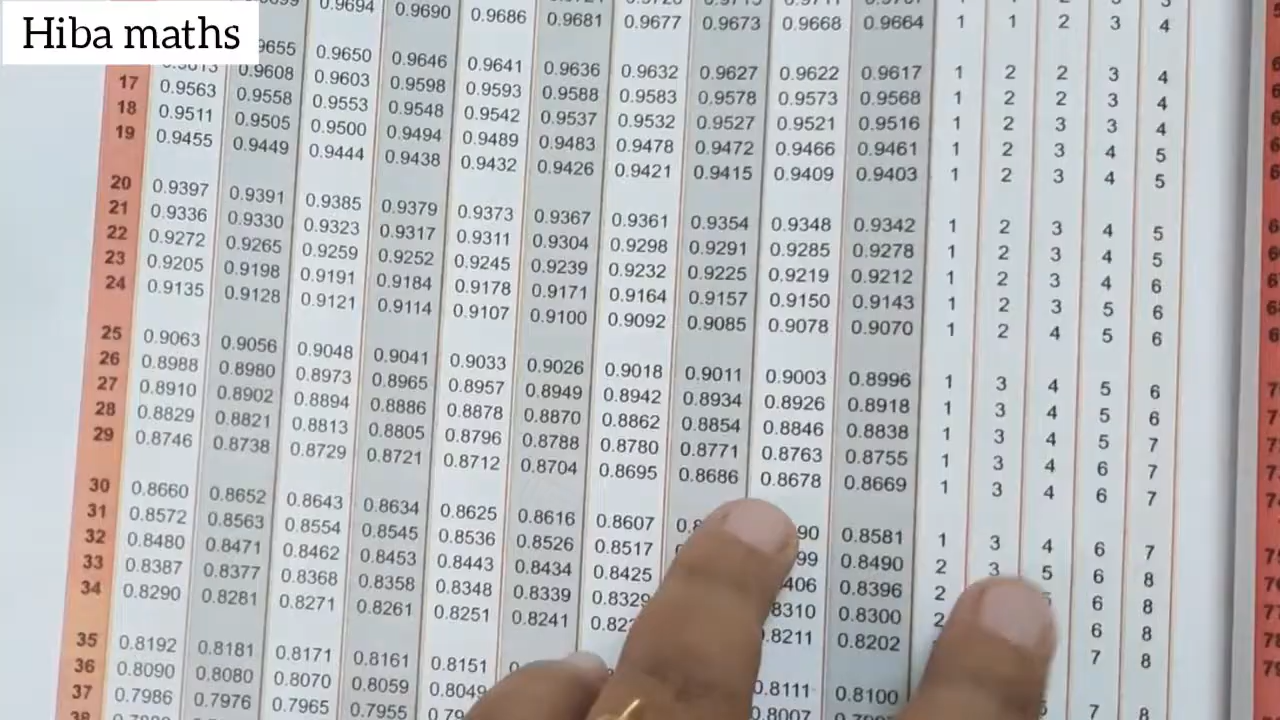 Hiba maths
0.9694 0.9690 0.9686 0.9681 0.9677 0.9673 0.9668 0.9664 1 1 2 3 4
9655 0.9650 0.9646 0.9641 0.9636 0.9632 0.9627 0.9622 0.9617 1 2 2 3 4
0.9608 0.9603 0.9598 0.9593 0.9588 0.9583 0.9578 0.9573 0.9568 1 2 2 3 4
17 0.9563 0.9558 0.9553 0.9548 0.9542 0.9537 0.9532 0.9527 0.9521 0.9516 1 2 3 3 4
18 0.9511 0.9505 0.9500 0.9494 0.9489 0.9483 0.9478 0.9472 0.9466 0.9461 1 2 3 4 5
19 0.9455 0.9449 0.9444 0.9438 0.9432 0.9426 0.9421 0.9415 0.9409 0.9403 1 2 3 4 5
20 0.9397 0.9391 0.9385 0.9379 0.9373 0.9367 0.9361 0.9354 0.9348 0.9342 1 2 3 4 5
21 0.9336 0.9330 0.9323 0.9317 0.9311 0.9304 0.9298 0.9291 0.9285 0.9278 1 2 3 4 5
22 0.9272 0.9265 0.9259 0.9252 0.9245 0.9239 0.9232 0.9225 0.9219 0.9212 1 2 3 4 6
23 0.9205 0.9198 0.9191 0.9184 0.9178 0.9171 0.9164 0.9157 0.9150 0.9143 1 2 3 5 6
24 0.9135 0.9128 0.9121 0.9114 0.9107 0.9100 0.9092 0.9085 0.9078 0.9070 1 2 4 5 6
25 0.9063 0.9056 0.9048 0.9041 0.9033 0.9026 0.9018 0.9011 0.9003 0.8996 1 3 4 5 6
26 0.8988 0.8980 0.8973 0.8965 0.8957 0.8949 0.8942 0.8934 0.8926 0.8918 1 3 4 5 6
27 0.8910 0.8902 0.8894 0.8886 0.8878 0.8870 0.8862 0.8854 0.8846 0.8838 1 3 4 5 7
28 0.8829 0.8821 0.8813 0.8805 0.8796 0.8788 0.8780 0.8771 0.8763 0.8755 1 3 4 6 7
29 0.8746 0.8738 0.8729 0.8721 0.8712 0.8704 0.8695 0.8686 0.8678 0.8669 1 3 4 6 7
30 0.8660 0.8652 0.8643 0.8634 0.8625 0.8616 0.8607 0.8581 1 3 4 6 7
31 0.8572 0.8563 0.8554 0.8545 0.8536 0.8526 0.8517 0.8490 2 3 5 6 8
32 0.8480 0.8471 0.8462 0.8453 0.8443 0.8434 0.8425 0.8396 2 6 8
33 0.8387 0.8377 0.8368 0.8358 0.8348 0.8339 0.8329 8310 0.8300 2 6 8
34 0.8290 0.8281 0.8271 0.8261 0.8251 0.8241 .8211 0.8202 7 8
35 0.8192 0.8181 0.8171 0.8161 0.8151 .8111 0.8100 7 8
36 0.8090 0.8080 0.8070 0.8059 0.8049 0.8007
37 0.7986 0.7976 0.7965 0.7955